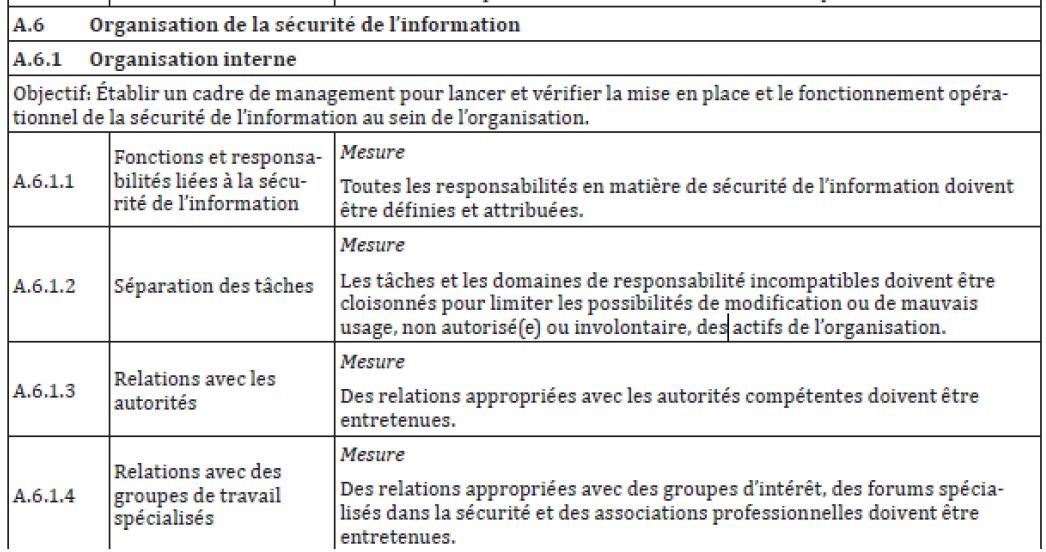 A.6 Organisation de la sécurité de l'information
A.6.1 Organisation interne
Objectif: Établir un cadre de management pour lancer et vérifier la mise en place et le fonctionnement opéra-
tionnel de la sécurité de l'information au sein de l'organisation.
A.6.1.1
Fonctions et responsa-
bilités liées à la sécu-
rité de l'information
Mesure
Toutes les responsabilités en matière de sécurité de l'information doivent
être définies et attribuées.
A.6.1.2
Séparation des tâches
Mesure
Les tâches et les domaines de responsabilité incompatibles doivent être
cloisonnés pour limiter les possibilités de modification ou de mauvais
usage, non autorisé(e) ou involontaire, des actifs de l'organisation.
A.6.1.3
Relations avec les
autorités
Mesure
Des relations appropriées avec les autorités compétentes doivent être
entretenues.
A.6.1.4
Relations avec des
groupes de travail
spécialisés
Mesure
Des relations appropriées avec des groupes d'intérêt, des forums spécia-
lisés dans la sécurité et des associations professionnelles doivent être
entretenues.